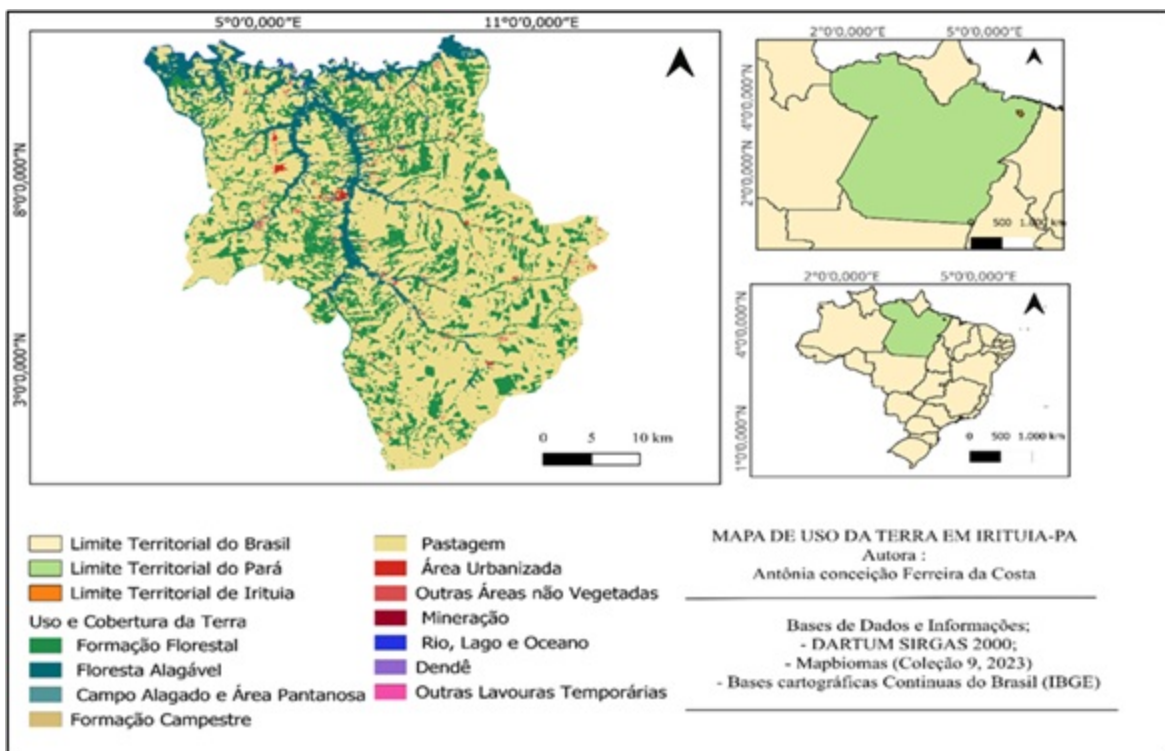 5°0'0,000"E
11°0'0,000"E
8°0'0,000"N
3°0'0,000"N
0 5 10 km
2°0'0,000"E
5°0'0,000"E
4°0'0,000"N
2°0'0,000"N
0 500 1.000 km
2°0'0,000"E
5°0'0,000"E
4°0'0,000"N
1°0'0,000"N
0 500 1.000 km
Limite Territorial do Brasil
Limite Territorial do Pará
Limite Territorial de Irituia
Uso e Cobertura da Terra
Formação Florestal
Floresta Alagável
Campo Alagado e Área Pantanosa
Formação Campestre
Pastagem
Área Urbanizada
Outras Áreas não Vegetadas
Mineração
Rio, Lago e Oceano
Dendê
Outras Lavouras Temporárias
MAPA DE USO DA TERRA EM IRITUIA-PA
Autora :
Antônia conceição Ferreira da Costa
Bases de Dados e Informações;
- DARTUM SIRGAS 2000;
- Mapbiomas (Coleção 9, 2023)
- Bases cartográficas Continuas do Brasil (IBGE)